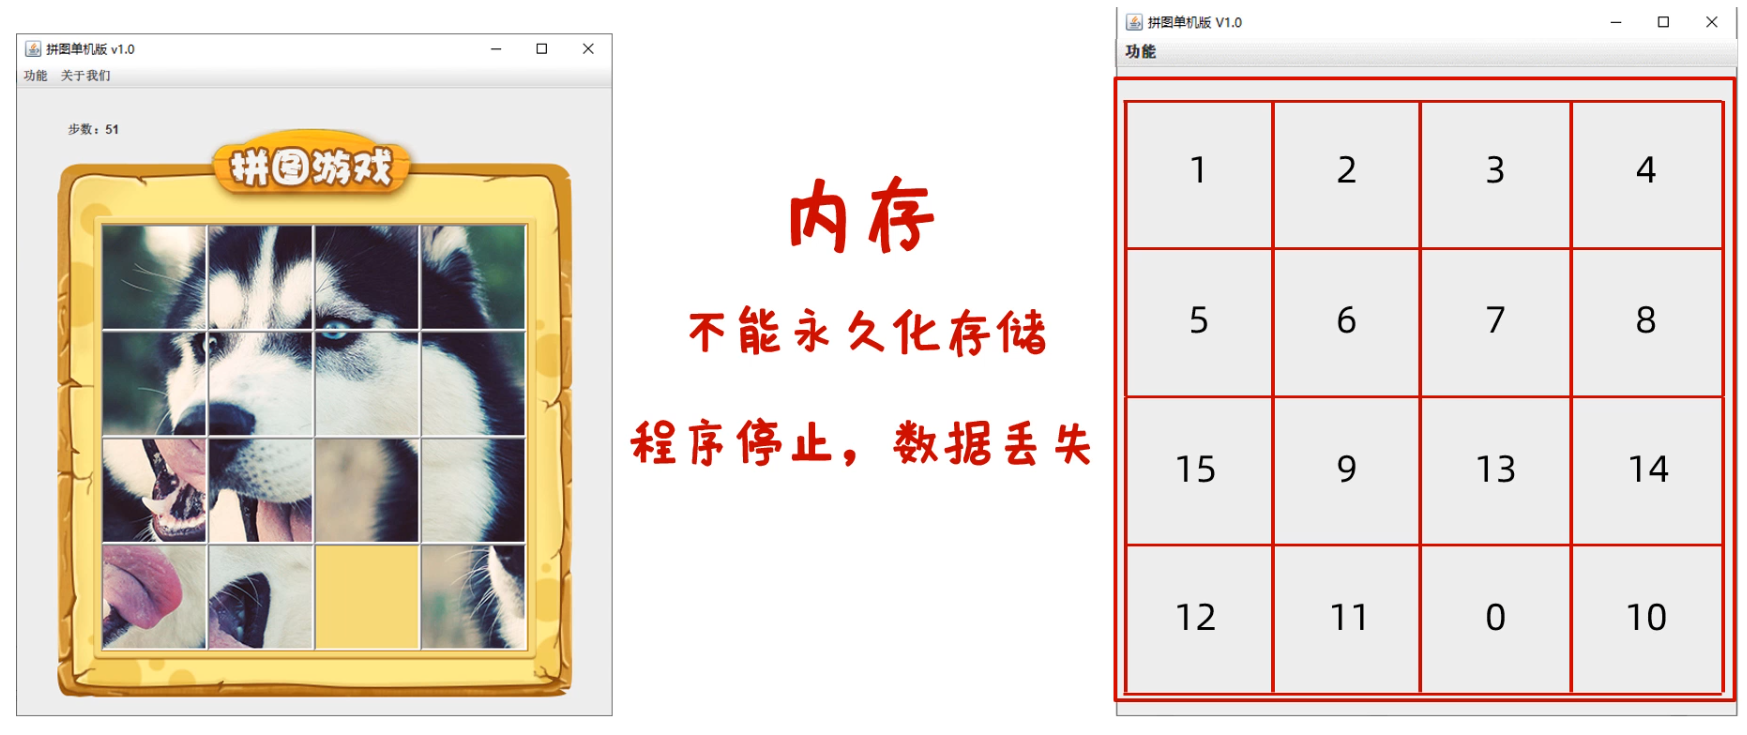 拼图单机版 v1.0
功能 关于我们
步数：51
拼图游戏
内存
不能永久化存储
程序停止，数据丢失
拼图单机版 V1.0
功能
1 2 3 4
5 6 7 8
15 9 13 14
12 11 0 10